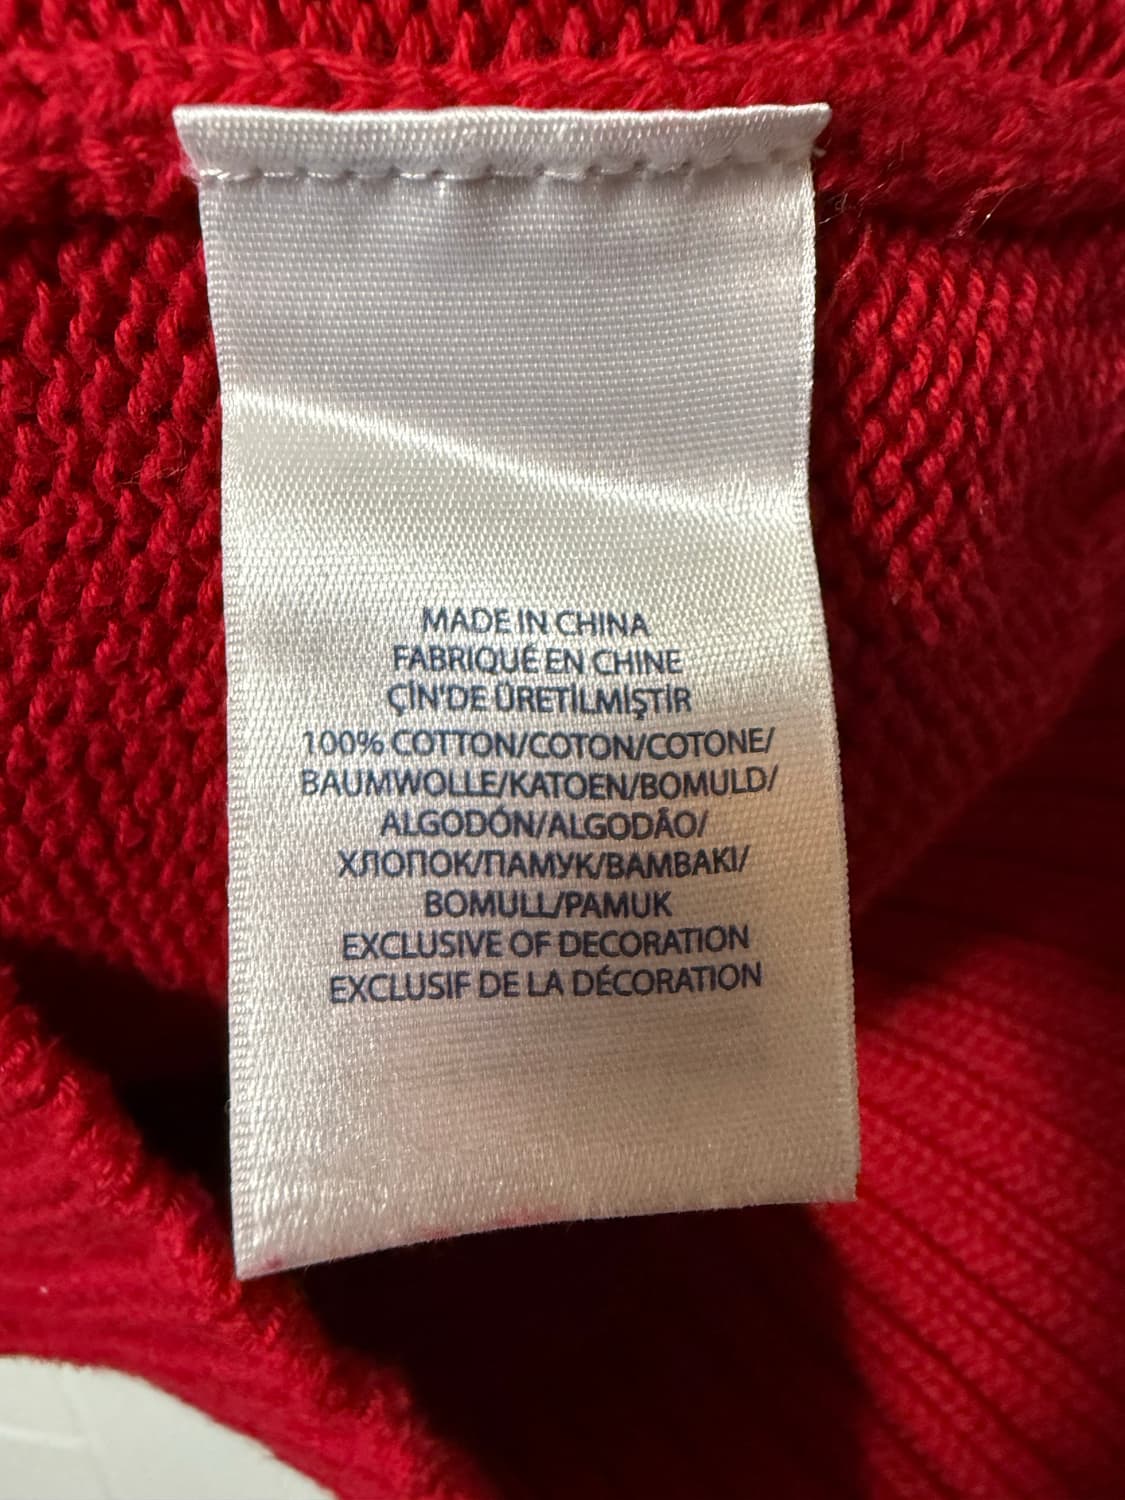 MADE IN CHINA
FABRIQUÉ EN CHINE
ÇİN'DE ÜRETİLMİŞTİR
100% COTTON/COTON/COTONE/
BAUMWOLLE/KATOEN/BOMULD/
ALGODÓN/ALGODÃO/
ХЛОПОК/ПАМУК/ΒΑΜΒΑΚΙ/
BOMULL/PAMUK
EXCLUSIVE OF DECORATION
EXCLUSIF DE LA DÉCORATION